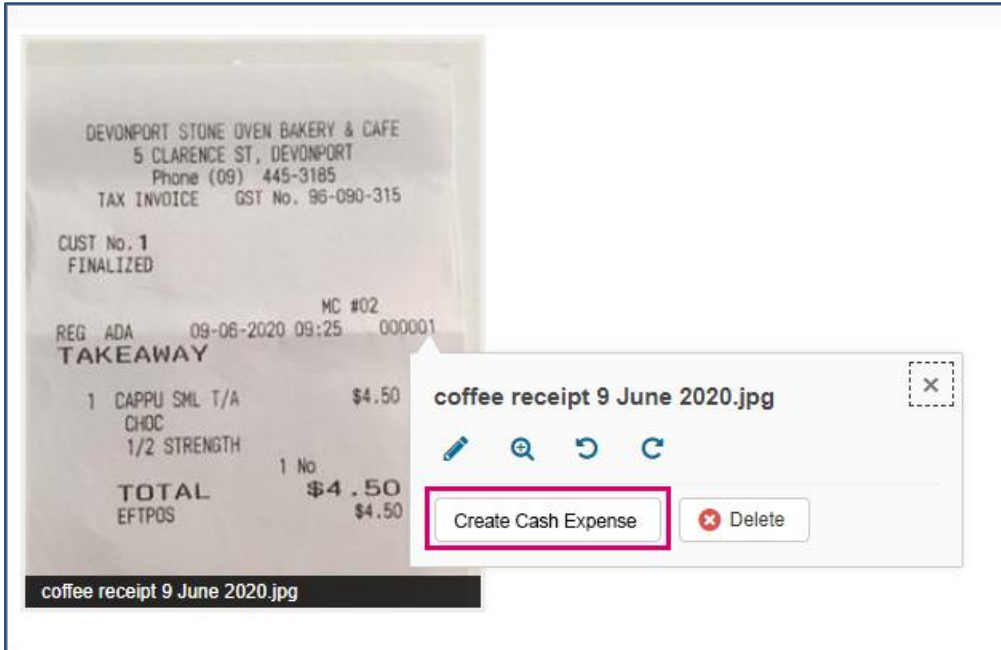 DEVONPORT STONE OVEN BAKERY & CAFE
5 CLARENCE ST, DEVONPORT
Phone (09) 445-3185
TAX INVOICE GST No. 96-090-315
CUST No. 1
FINALIZED
MC #02
REG ADA 09-06-2020 09:25 000001
TAKEAWAY
1 CAPPU SML T/A $4.50
CHOC
1/2 STRENGTH
1 No
TOTAL $4.50
EFTPOS $4.50
coffee receipt 9 June 2020.jpg
coffee receipt 9 June 2020.jpg
Create Cash Expense
Delete